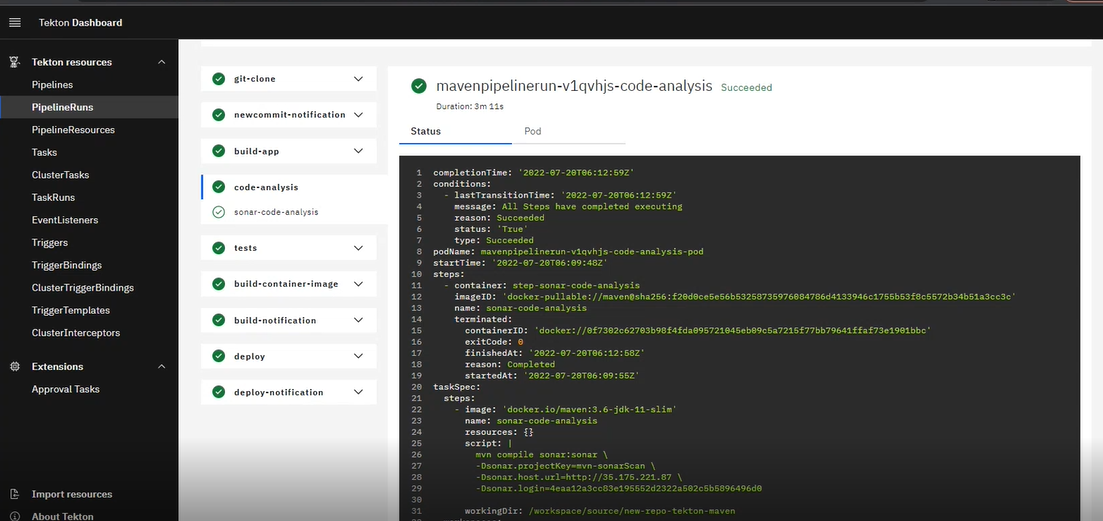 Tekton Dashboard
Tekton resources
Pipelines
PipelineRuns
PipelineResources
Tasks
ClusterTasks
TaskRuns
EventListeners
Triggers
TriggerBindings
ClusterTriggerBindings
TriggerTemplates
ClusterInterceptors
Extensions
Approval Tasks
Import resources
About Tekton
git-clone
newcommit-notification
build-app
code-analysis
sonar-code-analysis
tests
build-container-image
build-notification
deploy
deploy-notification
mavenpipelinerun-v1qvhjs-code-analysis Succeeded
Duration: 3m 11s
Status Pod
1 completionTime: '2022-07-20T06:12:59Z'
2 conditions:
3 - lastTransitionTime: '2022-07-20T06:12:59Z'
4 message: All Steps have completed executing
5 reason: Succeeded
6 status: 'True'
7 type: Succeeded
8 podName: mavenpipelinerun-v1qvhjs-code-analysis-pod
9 startTime: '2022-07-20T06:09:48Z'
10 steps:
11 - container: step-sonar-code-analysis
12 imageID: 'docker-pullable://maven@sha256:f20d0ce5e56b53258735976084786d4133946c1755b53f8c5572b34b51a3cc3c'
13 name: sonar-code-analysis
14 terminated:
15 containerID: 'docker://0f7302c62703b98f4fda095721045eb09c5a7215f77bb79641ffaf73e1901bbc'
16 exitCode: 0
17 finishedAt: '2022-07-20T06:12:58Z'
18 reason: Completed
19 startedAt: '2022-07-20T06:09:55Z'
20 taskSpec:
21 steps:
22 - image: 'docker.io/maven:3.6-jdk-11-slim'
23 name: sonar-code-analysis
24 resources: {}
25 script: |
26 mvn compile sonar:sonar \
27 -Dsonar.projectKey=mvn-sonarScan \
28 -Dsonar.host.url=http://35.175.221.87 \
29 -Dsonar.login=4eaa12a3cc83e195552d2322a502c5b5896496d0
30
31 workingDir: /workspace/source/new-repo-tekton-maven